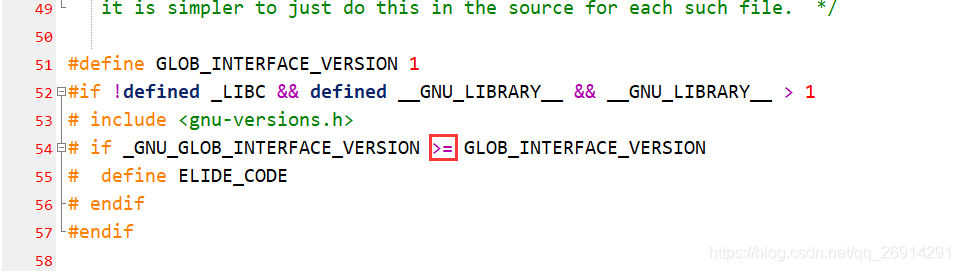 49 it is simpler to just do this in the source for each such file.  */
50
51 #define GLOB_INTERFACE_VERSION 1
52 #if !defined _LIBC && defined __GNU_LIBRARY__ && __GNU_LIBRARY__ > 1
53 # include <gnu-versions.h>
54 # if _GNU_GLOB_INTERFACE_VERSION >= GLOB_INTERFACE_VERSION
55 #  define ELIDE_CODE
56 # endif
57 #endif
58
https://blog.csdn.net/qq_26914291